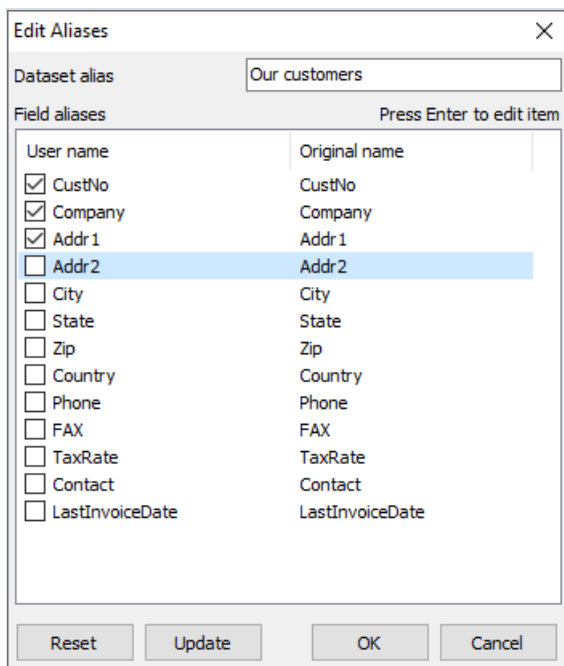 Edit Aliases
Dataset alias Our customers
Field aliases Press Enter to edit item
User name Original name
CustNo CustNo
Company Company
Addr1 Addr1
Addr2 Addr2
City City
State State
Zip Zip
Country Country
Phone Phone
FAX FAX
TaxRate TaxRate
Contact Contact
LastInvoiceDate LastInvoiceDate
Reset Update OK Cancel